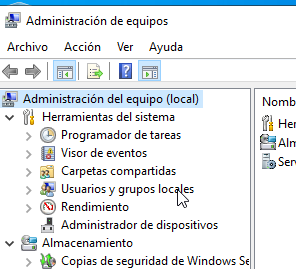 Administración de equipos
Archivo Acción Ver Ayuda
Administración del equipo (local)
Herramientas del sistema
Programador de tareas
Visor de eventos
Carpetas compartidas
Usuarios y grupos locales
Rendimiento
Administrador de dispositivos
Almacenamiento
Copias de seguridad de Windows Se
Nomb
Her
Alm
Serv